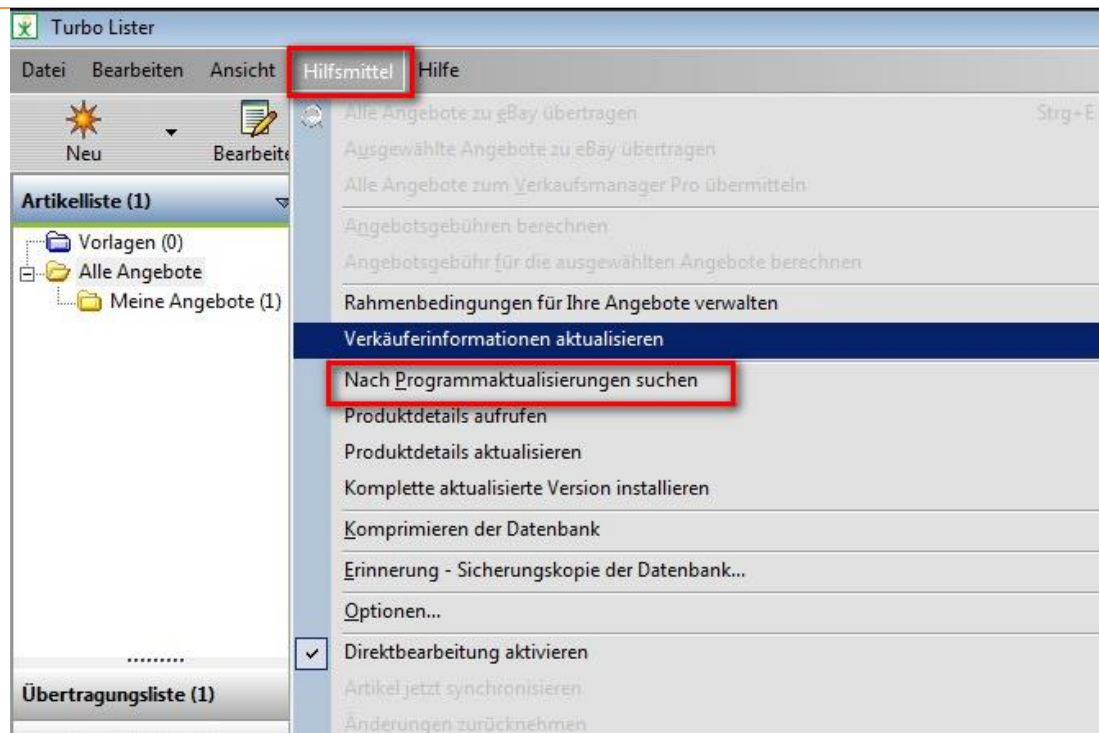 Turbo Lister
Datei Bearbeiten Ansicht Hilfsmittel Hilfe
Neu Bearbeite
Artikelliste (1)
Vorlagen (0)
Alle Angebote
Meine Angebote (1)
Übertragungsliste (1)
Alle Angebote zu eBay übertragen Strg+E
Ausgewählte Angebote zu eBay übertragen
Alle Angebote zum Verkaufsmanager Pro übermitteln
Angebotsgebühren berechnen
Angebotsgebühr für die ausgewählten Angebote berechnen
Rahmenbedingungen für Ihre Angebote verwalten
Verkäuferinformationen aktualisieren
Nach Programmaktualisierungen suchen
Produktdetails aufrufen
Produktdetails aktualisieren
Komplette aktualisierte Version installieren
Komprimieren der Datenbank
Erinnerung - Sicherungskopie der Datenbank...
Optionen...
Direktbearbeitung aktivieren
Artikel jetzt synchronisieren
Änderungen zurücknehmen